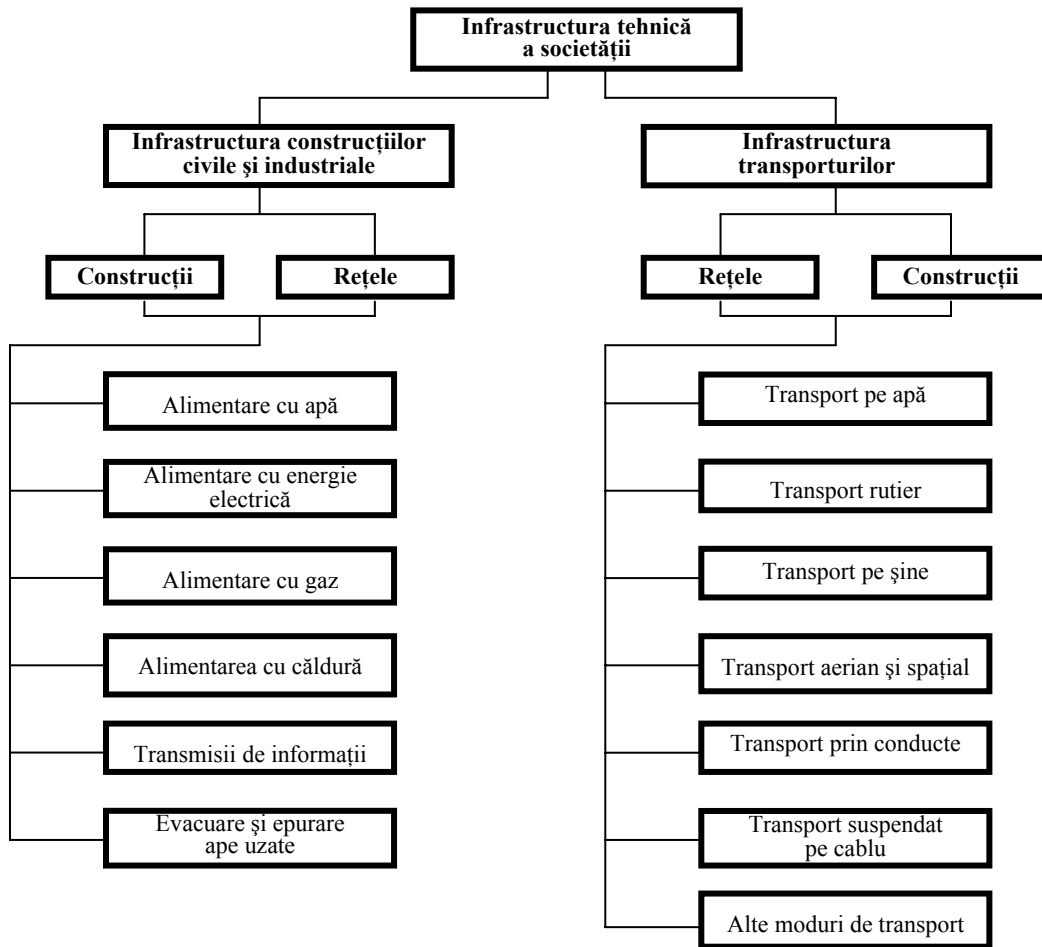 Infrastructura tehnică
a societății
Infrastructura construcțiilor
civile şi industriale
Infrastructura
transporturilor
Construcții
Rețele
Rețele
Construcții
Alimentare cu apă
Alimentare cu energie
electrică
Alimentare cu gaz
Alimentarea cu căldură
Transmisii de informații
Evacuare şi epurare
ape uzate
Transport pe apă
Transport rutier
Transport pe şine
Transport aerian şi spațial
Transport prin conducte
Transport suspendat
pe cablu
Alte moduri de transport